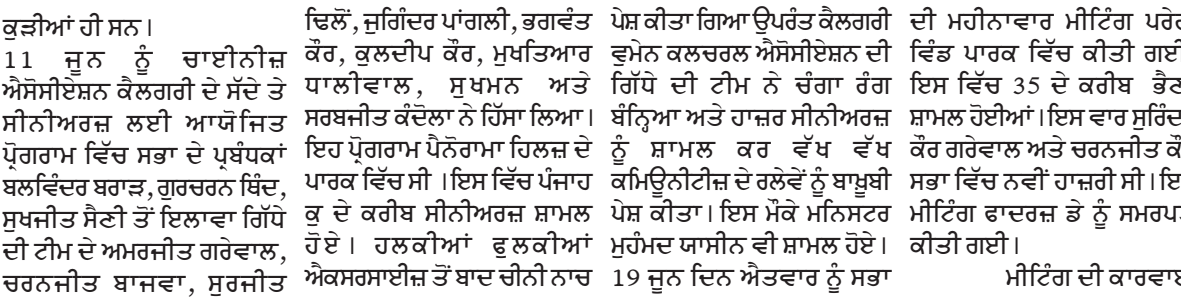 ਕੁੜੀਆਂ ਹੀ ਸਨ।
11 ਜੂਨ ਨੂੰ ਚਾਈਨੀਜ਼
ਐਸੋਸੀਏਸ਼ਨ ਕੈਲਗਰੀ ਦੇ ਸੱਦੇ ਤੇ
ਸੀਨੀਅਰਜ਼ ਲਈ ਆਯੋਜਿਤ
ਪ੍ਰੋਗਰਾਮ ਵਿੱਚ ਸਭਾ ਦੇ ਪ੍ਰਬੰਧਕਾਂ
ਬਲਵਿੰਦਰ ਬਰਾੜ, ਗੁਰਚਰਨ ਥਿੰਦ,
ਸੁਖਜੀਤ ਸੈਣੀ ਤੋਂ ਇਲਾਵਾ ਗਿੱਧੇ
ਦੀ ਟੀਮ ਦੇ ਅਮਰਜੀਤ ਗਰੇਵਾਲ,
ਚਰਨਜੀਤ ਬਾਜਵਾ, ਸੁਰਜੀਤ
ਢਿਲੋਂ, ਜੁਗਿੰਦਰ ਪਾਂਗਲੀ, ਭਗਵੰਤ
ਕੌਰ, ਕੁਲਦੀਪ ਕੌਰ, ਮੁਖਤਿਆਰ
ਧਾਲੀਵਾਲ, ਸੁਖਮਨ ਅਤੇ
ਸਰਬਜੀਤ ਕੰਦੋਲਾ ਨੇ ਹਿੱਸਾ ਲਿਆ।
ਇਹ ਪ੍ਰੋਗਰਾਮ ਪੈਨੋਰਾਮਾ ਹਿਲਜ਼ ਦੇ
ਪਾਰਕ ਵਿੱਚ ਸੀ ।ਇਸ ਵਿੱਚ ਪੰਜਾਹ
ਕੁ ਦੇ ਕਰੀਬ ਸੀਨੀਅਰਜ਼ ਸ਼ਾਮਲ
ਹੋਏ। ਹਲਕੀਆਂ ਫੁਲਕੀਆਂ
ਐਕਸਰਸਾਈਜ਼ ਤੋਂ ਬਾਦ ਚੀਨੀ ਨਾਚ
ਪੇਸ਼ ਕੀਤਾ ਗਿਆ ਉਪਰੰਤ ਕੈਲਗਰੀ
ਵੁਮੇਨ ਕਲਚਰਲ ਐਸੋਸੀਏਸ਼ਨ ਦੀ
ਗਿੱਧੇ ਦੀ ਟੀਮ ਨੇ ਚੰਗਾ ਰੰਗ
ਬੰਨ੍ਹਿਆ ਅਤੇ ਹਾਜ਼ਰ ਸੀਨੀਅਰਜ਼
ਨੂੰ ਸ਼ਾਮਲ ਕਰ ਵੱਖ ਵੱਖ
ਕਮਿਊਨੀਟੀਜ਼ ਦੇ ਰਲੇਵੇਂ ਨੂੰ ਬਾਖ਼ੂਬੀ
ਪੇਸ਼ ਕੀਤਾ। ਇਸ ਮੌਕੇ ਮਨਿਸਟਰ
ਮੁਹੰਮਦ ਯਾਸੀਨ ਵੀ ਸ਼ਾਮਲ ਹੋਏ।
19 ਜੂਨ ਦਿਨ ਐਤਵਾਰ ਨੂੰ ਸਭਾ
ਦੀ ਮਹੀਨਾਵਾਰ ਮੀਟਿੰਗ
ਵਿੰਡ ਪਾਰਕ ਵਿੱਚ ਕੀਤੀ ਗਈ
ਇਸ ਵਿੱਚ 35 ਦੇ ਕਰੀਬ
ਸ਼ਾਮਲ ਹੋਈਆਂ।ਇਸ ਵਾਰ
ਕੌਰ ਗਰੇਵਾਲ ਅਤੇ ਚਰਨਜੀਤ
ਸਭਾ ਵਿੱਚ ਨਵੀਂ ਹਾਜ਼ਰੀ ਸੀ।
ਮੀਟਿੰਗ ਫਾਦਰਜ਼ ਡੇ ਨੂੰ
ਕੀਤੀ ਗਈ।
ਮੀਟਿੰਗ ਦੀ